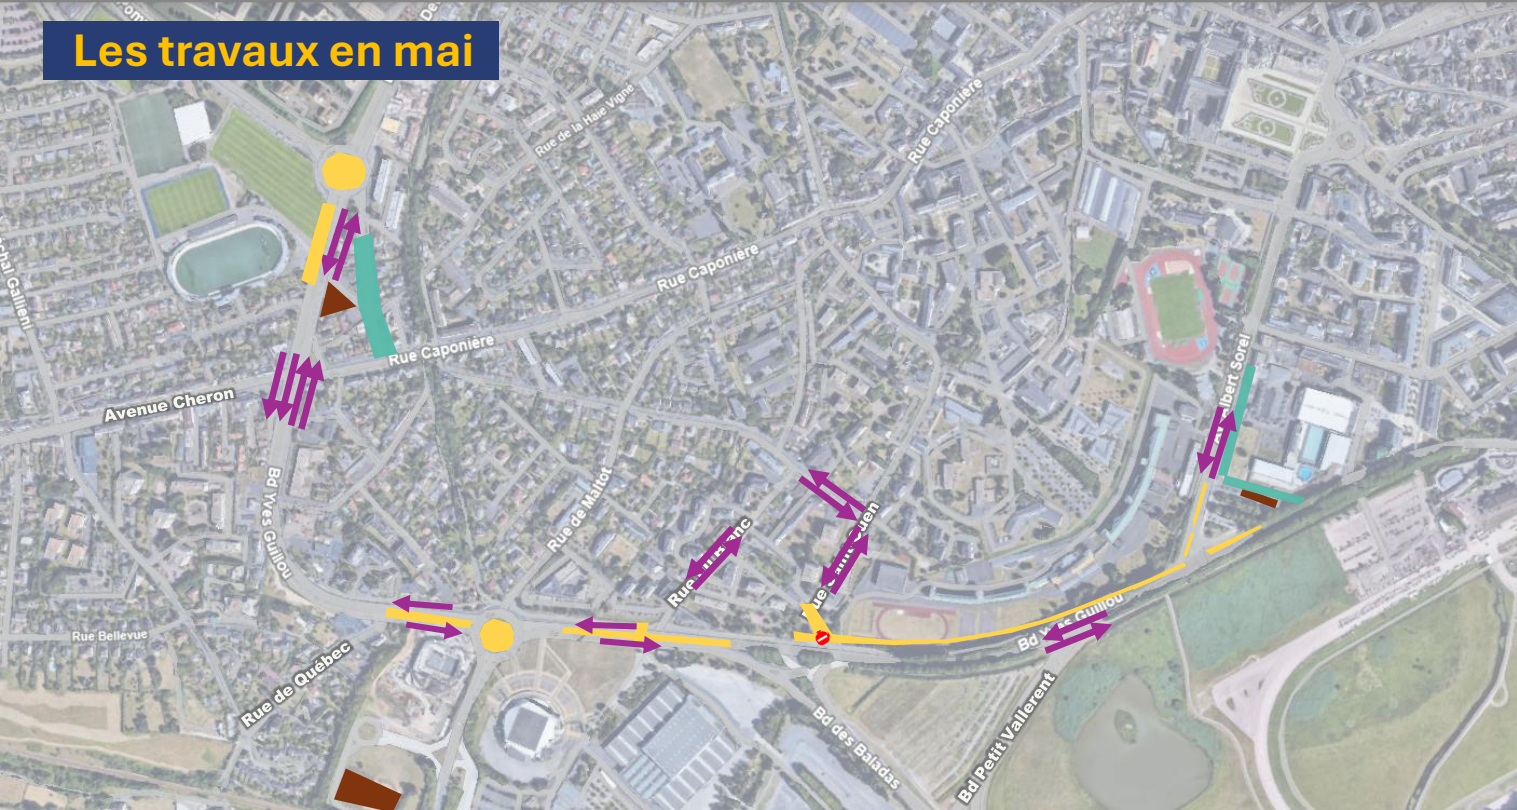 Les travaux en mai
Rue de la Haie Vigné
Rue Caponière
Rue Caponière
Rue Caponière
Avenue Cheron
Bd Yves Guillou
Rue de Maltot
Albert Sorel
Bd Yves Guillou
Rue Bellevue
Rue de Québec
Bd des Baladas
Bd Petit Vallerent